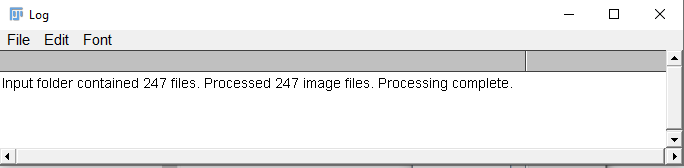 Log
File Edit Font
Input folder contained 247 files. Processed 247 image files. Processing complete.